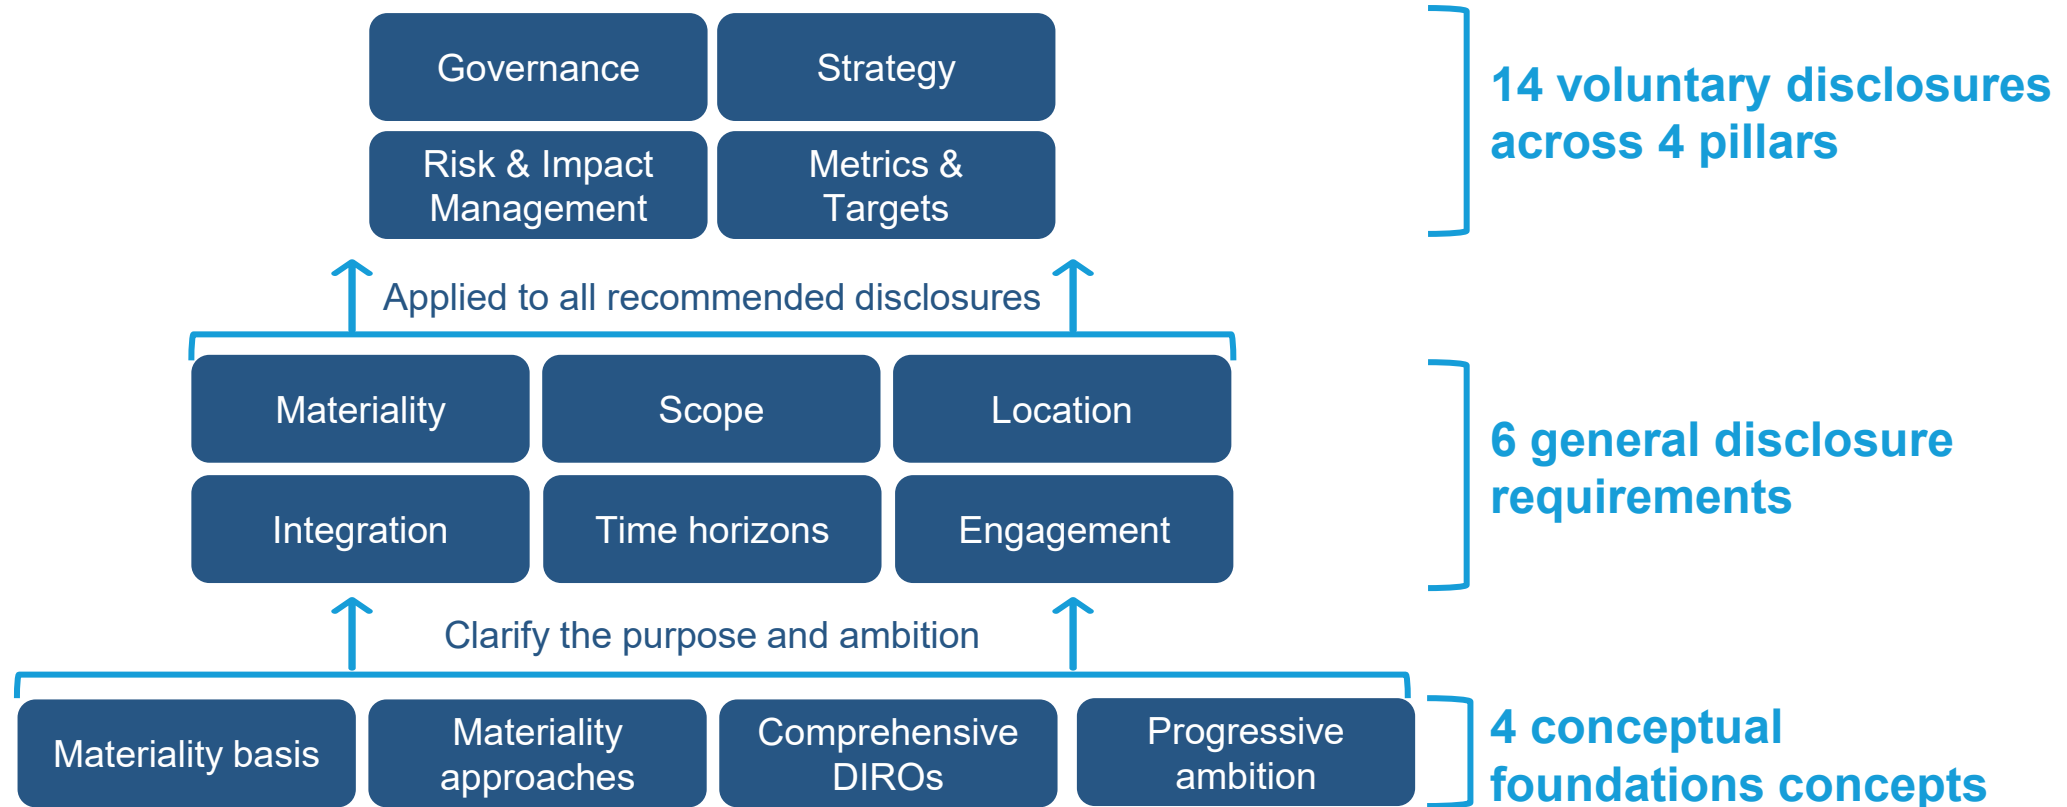 Governance
Strategy
Risk & Impact
Management
Metrics &
Targets
14 voluntary disclosures
across 4 pillars
Applied to all recommended disclosures
Materiality
Scope
Location
Integration
Time horizons
Engagement
6 general disclosure
requirements
Clarify the purpose and ambition
Materiality basis
Materiality
approaches
Comprehensive
DIROs
Progressive
ambition
4 conceptual
foundations concepts